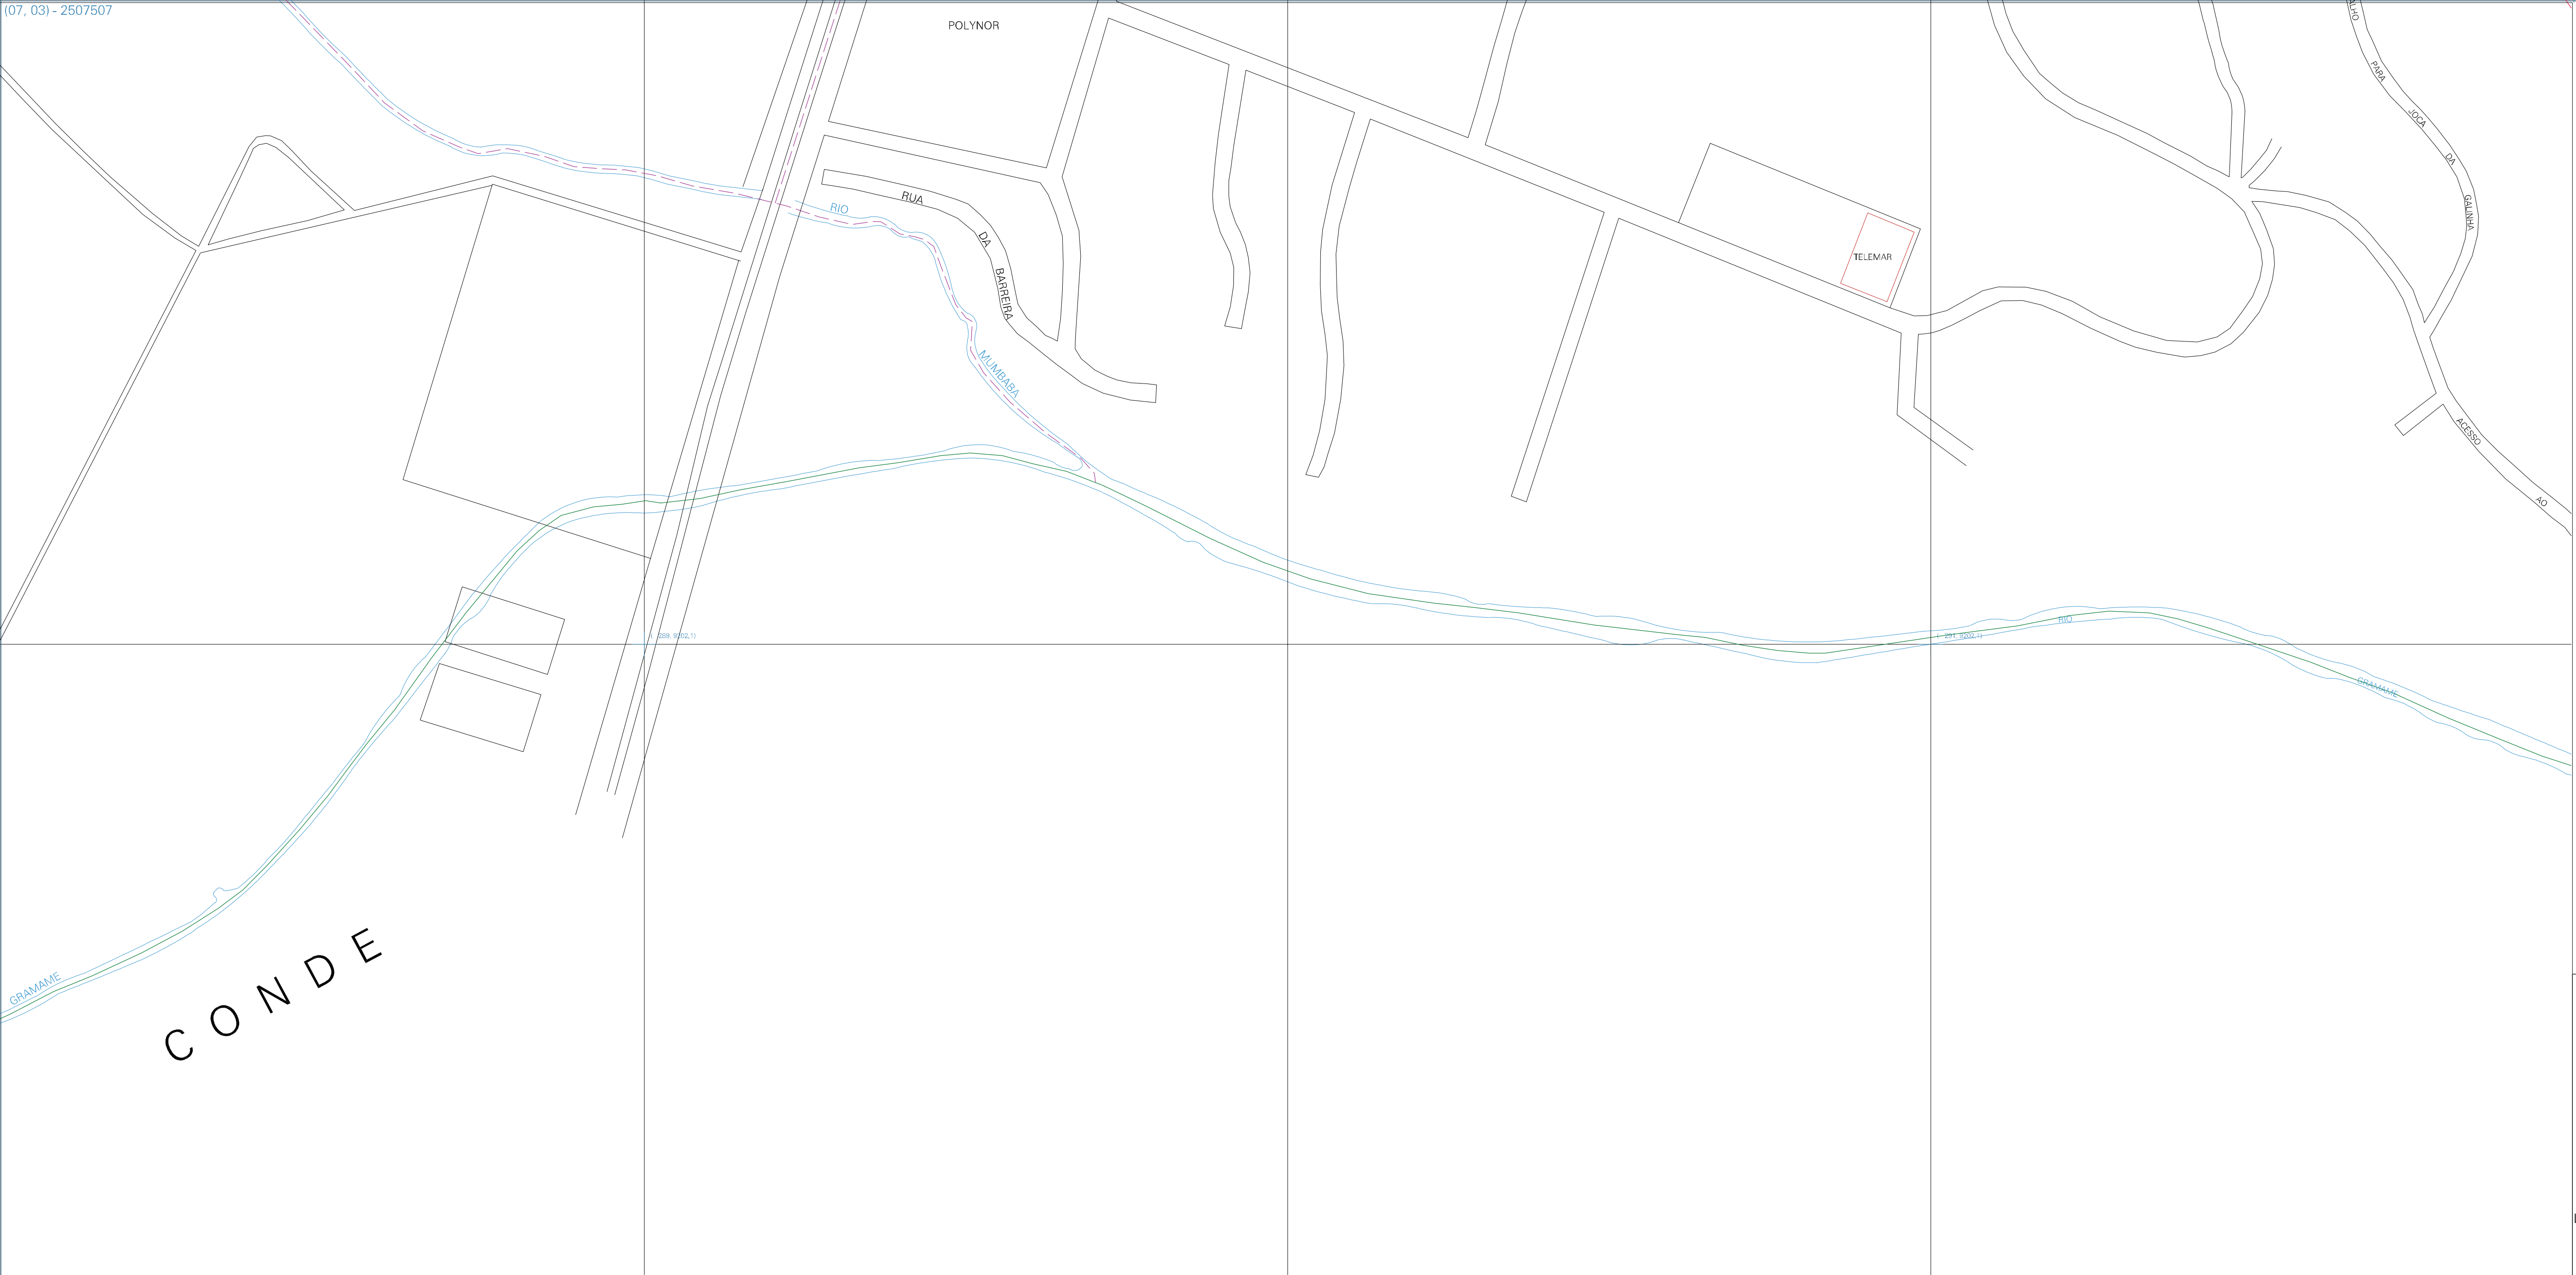 (07, 03) - 2507507
POLYNOR
PARA
JOCA
DA
GALINHA
RUA
DA
BARREIRA
RIO
MUMBABA
TELEMAR
ACESSO
AO
RIO
GRAMAME
GRAMAME
CONDE